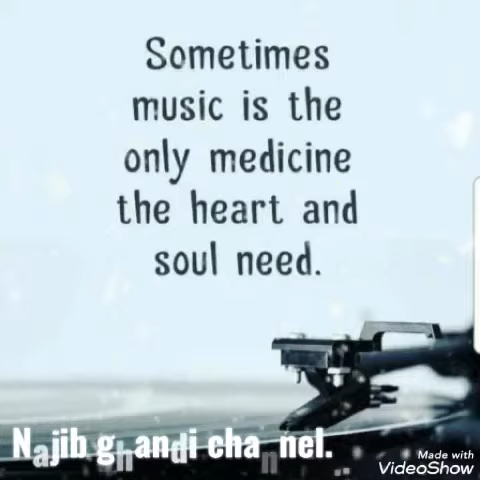 Sometimes
music is the
only medicine
the heart and
soul need.
Najib ghandi channel.
Made with
VideoShow